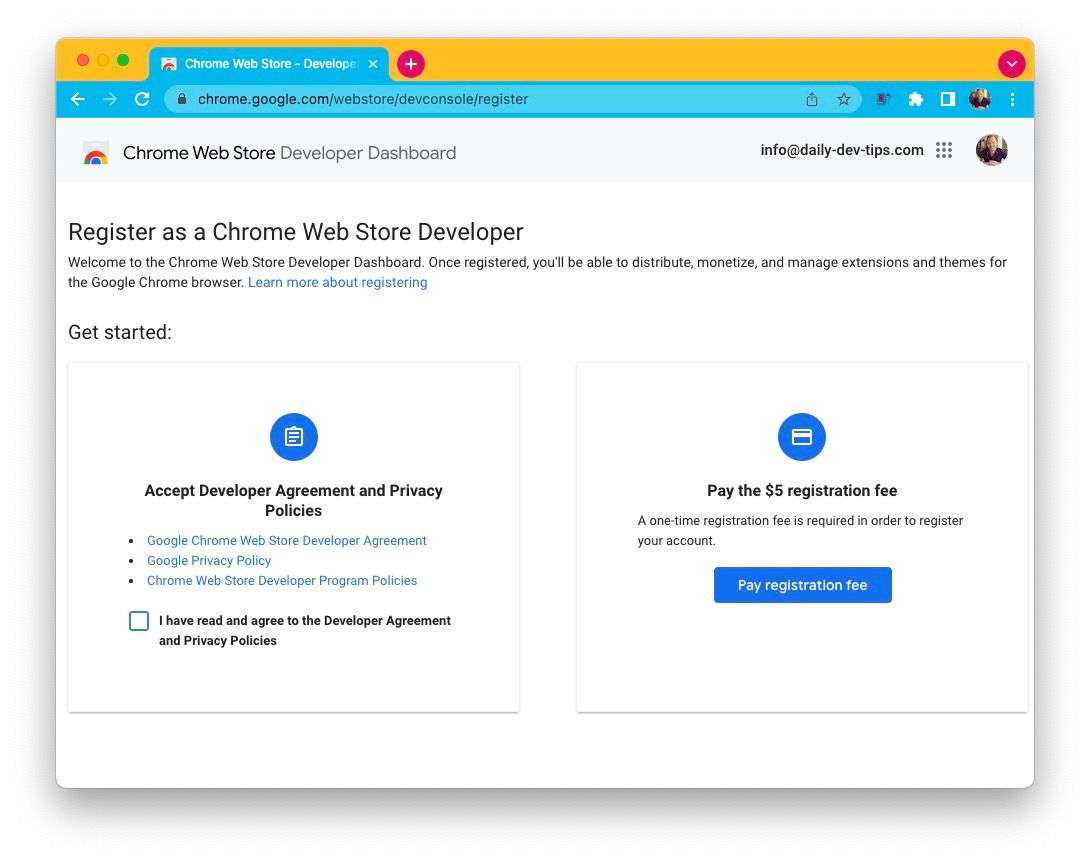 Chrome Web Store - Develope
chrome.google.com/webstore/devconsole/register
Chrome Web Store Developer Dashboard
info@daily-dev-tips.com
Register as a Chrome Web Store Developer
Welcome to the Chrome Web Store Developer Dashboard. Once registered, you'll be able to distribute, monetize, and manage extensions and themes for
the Google Chrome browser. Learn more about registering
Get started:
Accept Developer Agreement and Privacy
Policies
• Google Chrome Web Store Developer Agreement
• Google Privacy Policy
• Chrome Web Store Developer Program Policies
I have read and agree to the Developer Agreement
and Privacy Policies
Pay the $5 registration fee
A one-time registration fee is required in order to register
your account.
Pay registration fee